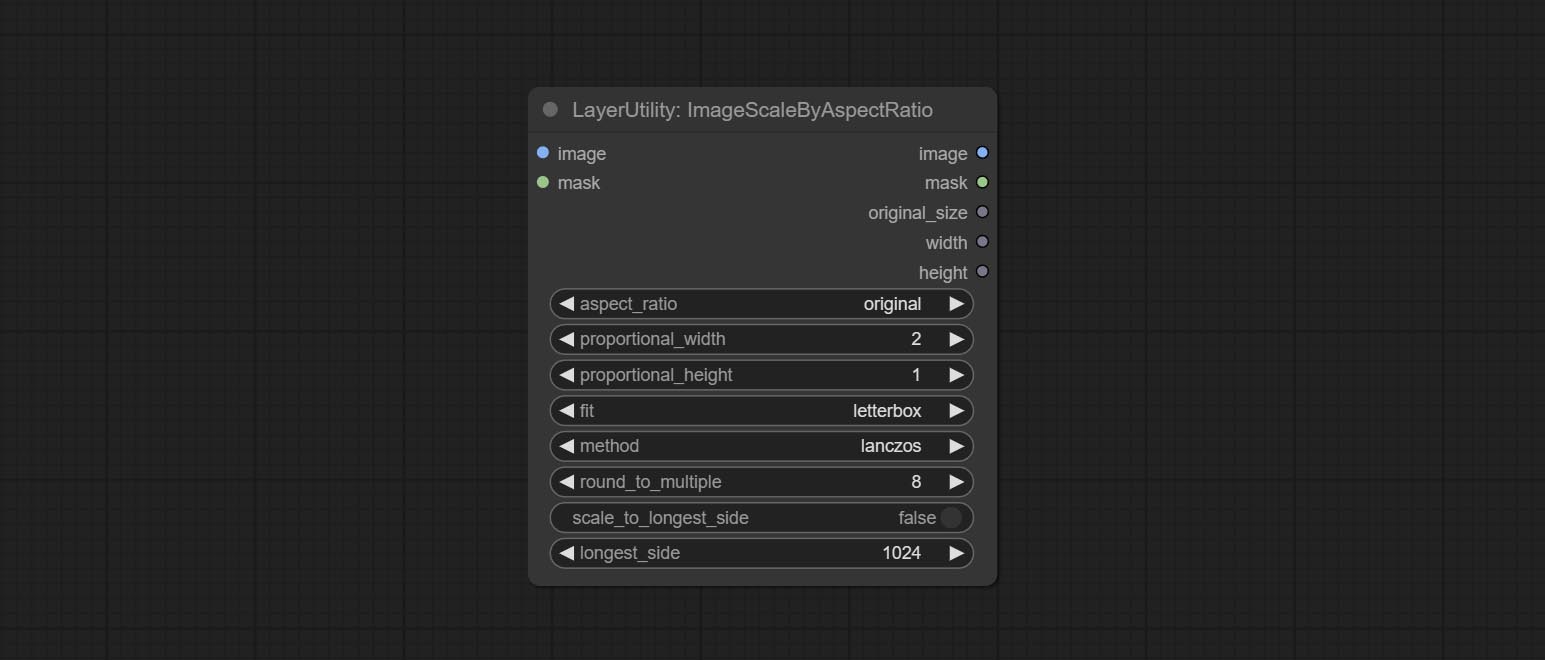 LayerUtility: ImageScaleByAspectRatio
image image
mask mask
original_size
width
height
aspect_ratio original
proportional_width 2
proportional_height 1
fit letterbox
method lanczos
round_to_multiple 8
scale_to_longest_side false
longest_side 1024